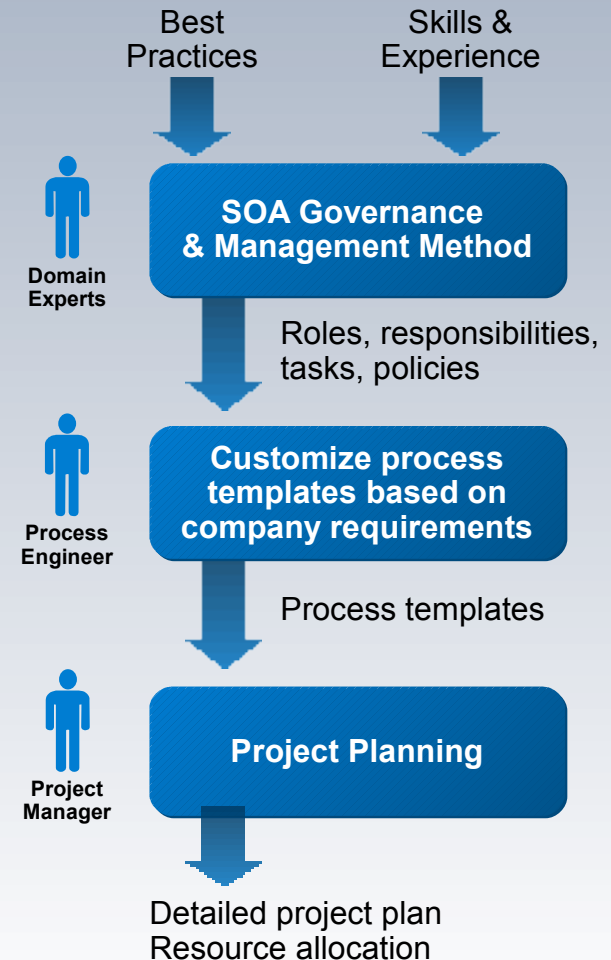 Best
Practices
Skills &
Experience
SOA Governance
& Management Method
Domain
Experts
Roles, responsibilities,
tasks, policies
Customize process
templates based on
company requirements
Process
Engineer
Process templates
Project Planning
Project
Manager
Detailed project plan
Resource allocation